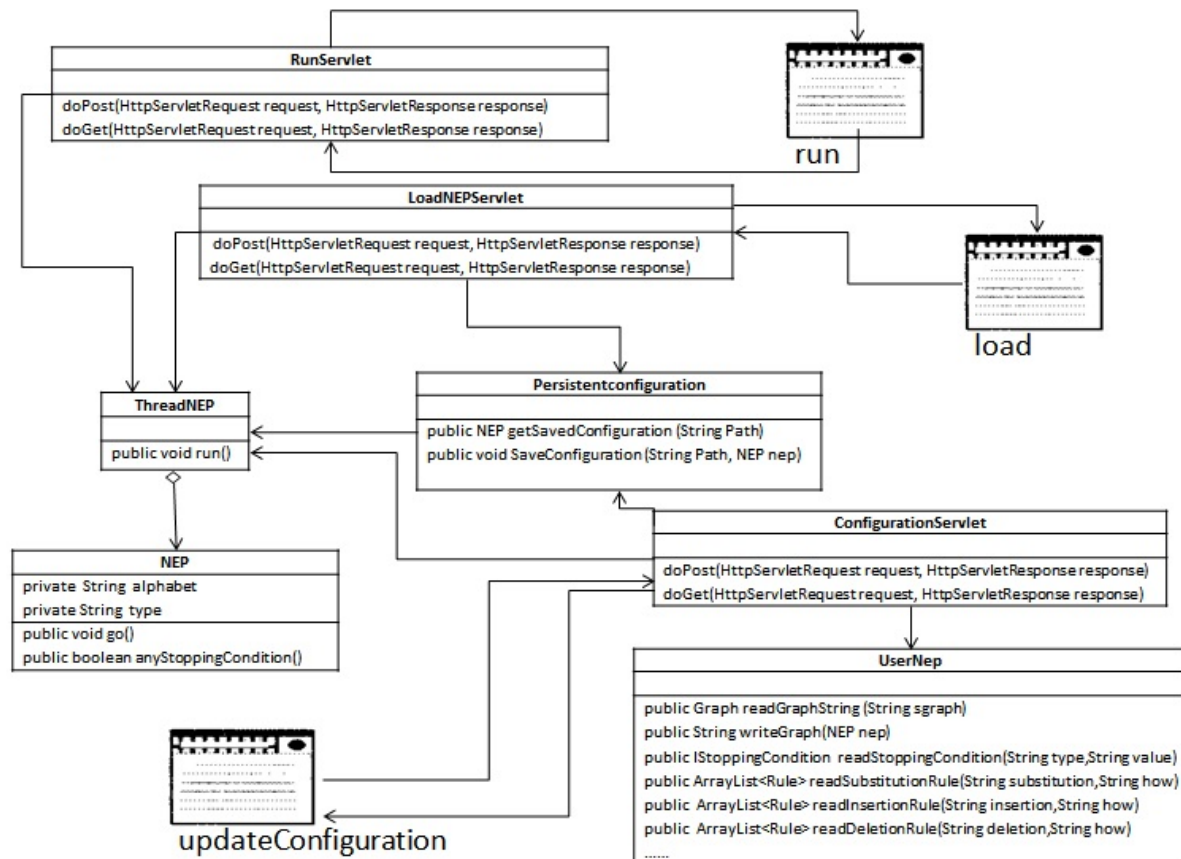 RunServlet
doPost(HttpServletRequest request, HttpServletResponse response)
doGet(HttpServletRequest request, HttpServletResponse response)
run
LoadNEPServlet
doPost(HttpServletRequest request, HttpServletResponse response)
doGet(HttpServletRequest request, HttpServletResponse response)
load
Persistentconfiguration
public NEP getSavedConfiguration (String Path)
public void SaveConfiguration (String Path, NEP nep)
ThreadNEP
public void run()
ConfigurationServlet
doPost(HttpServletRequest request, HttpServletResponse response)
doGet(HttpServletRequest request, HttpServletResponse response)
NEP
private String alphabet
private String type
public void go()
public boolean anyStoppingCondition()
UserNep
public Graph readGraphString (String sgraph)
public String writeGraph(NEP nep)
public IStoppingCondition readStoppingCondition(String type,String value)
public ArrayList<Rule> readSubstitutionRule(String substitution,String how)
public ArrayList<Rule> readInsertionRule(String insertion,String how)
public ArrayList<Rule> readDeletionRule(String deletion,String how)
......
updateConfiguration